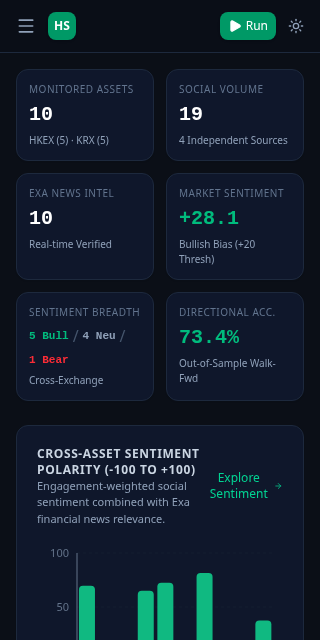 HS
Run
MONITORED ASSETS
10
HKEX (5) · KRX (5)
SOCIAL VOLUME
19
4 Independent Sources
EXA NEWS INTEL
10
Real-time Verified
MARKET SENTIMENT
+28.1
Bullish Bias (+20
Thresh)
SENTIMENT BREADTH
5 Bull / 4 Neu /
1 Bear
Cross-Exchange
DIRECTIONAL ACC.
73.4%
Out-of-Sample Walk-
Fwd
CROSS-ASSET SENTIMENT
POLARITY (-100 TO +100)
Engagement-weighted social
sentiment combined with Exa
financial news relevance.
Explore
Sentiment
100
50